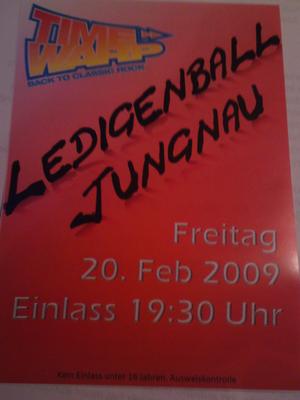 TIME
WARP
BACK TO CLASSIC ROCK
LEDIGENBALL
JUNGNAU
Freitag
20. Feb 2009
Einlass 19:30 Uhr
Kein Einlass unter 16 Jahren. Ausweiskontrolle